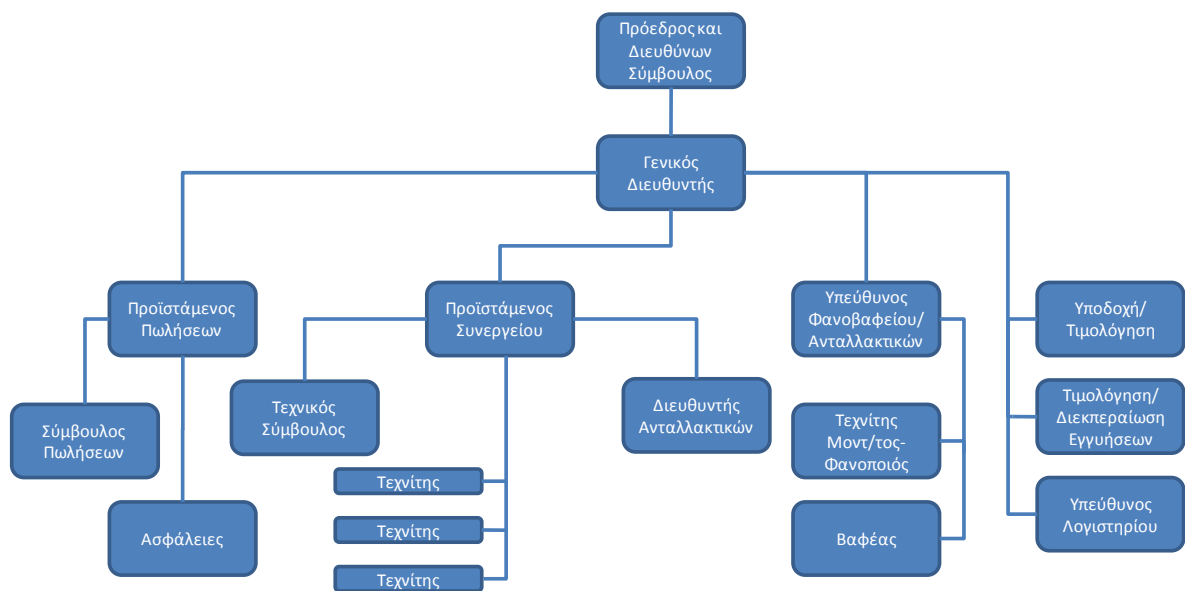 Πρόεδρος και
Διευθύνων
Σύμβουλος
Γενικός
Διευθυντής
Προϊστάμενος
Πωλήσεων
Προϊστάμενος
Συνεργείου
Υπεύθυνος
Φανοβαφείου/
Ανταλλακτικών
Υποδοχή/
Τιμολόγηση
Σύμβουλος
Πωλήσεων
Τεχνικός
Σύμβουλος
Διευθυντής
Ανταλλακτικών
Τεχνίτης
Μοντ/τος-
Φανοποιός
Τιμολόγηση/
Διεκπεραίωση
Εγγυήσεων
Ασφάλειες
Τεχνίτης
Τεχνίτης
Τεχνίτης
Βαφέας
Υπεύθυνος
Λογιστηρίου